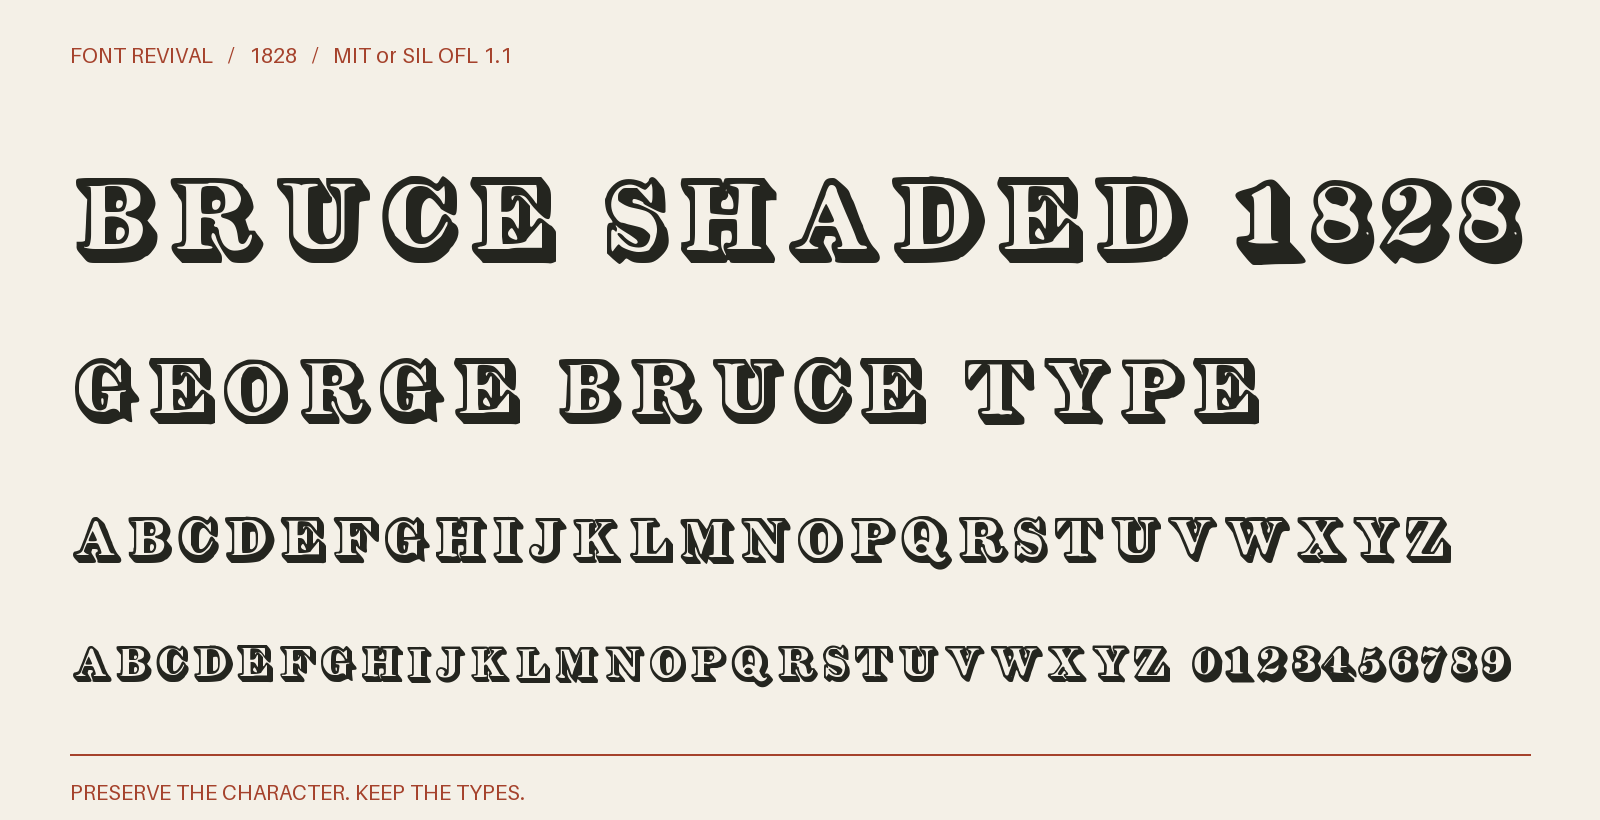 FONT REVIVAL / 1828 / MIT or SIL OFL 1.1
BRUCE SHADED 1828
GEORGE BRUCE TYPE
ABCDEFGHIJKLMNOPQRSTUVWXYZ
ABCDEFGHIJKLMNOPQRSTUVWXYZ 0123456789
PRESERVE THE CHARACTER. KEEP THE TYPES.